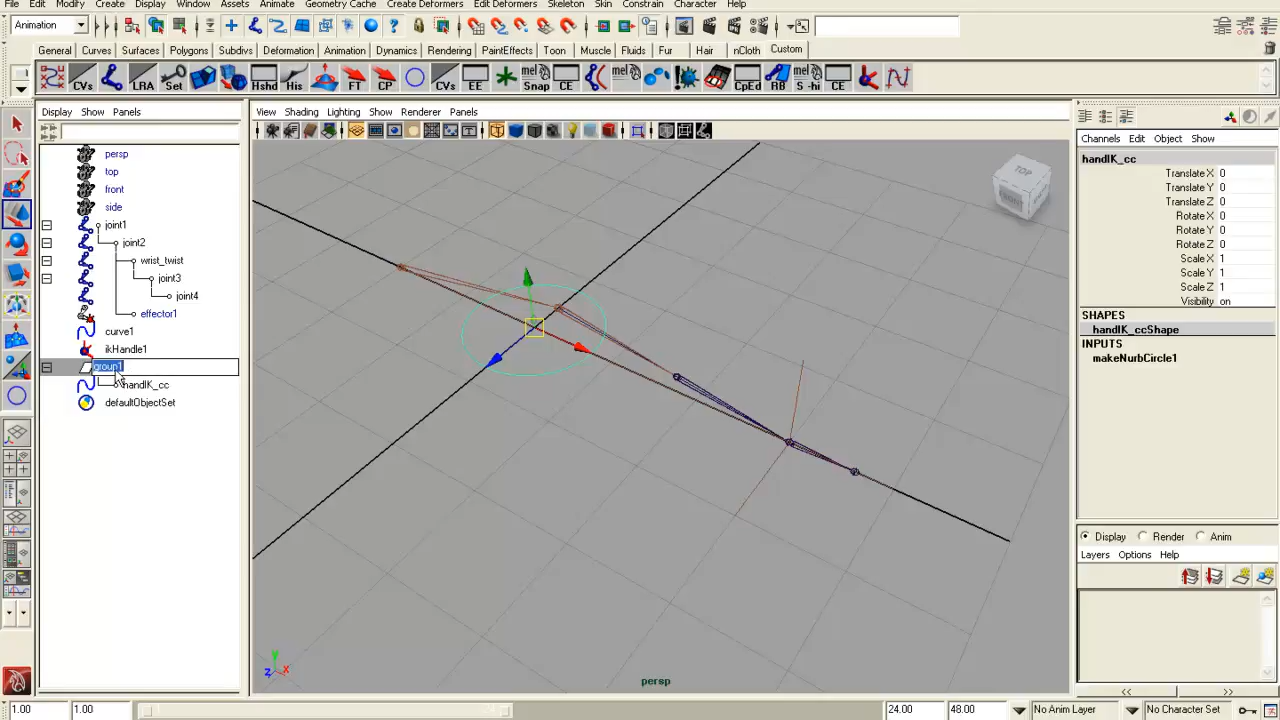 File Edit Modify Create Display Window Assets Animate Geometry Cache Create Deformers Edit Deformers Skeleton Skin Constrain Character Help
Animation
General Curves Surfaces Polygons Subdivs Deformation Animation Dynamics Rendering PaintEffects Toon Muscle Fluids Fur Hair nCloth Custom
CVs LRA Set Hshd His FT CP CVs EE mel Snap CE mel CpEd RB mel S -hi CE
Display Show Panels
View Shading Lighting Show Renderer Panels
Channels Edit Object Show
persp
top
front
side
joint1
joint2
wrist_twist
joint3
joint4
effector1
curve1
ikHandle1
group1
handIK_cc
defaultObjectSet
TOP
FRONT
y
z x
persp
handIK_cc
Translate X 0
Translate Y 0
Translate Z 0
Rotate X 0
Rotate Y 0
Rotate Z 0
Scale X 1
Scale Y 1
Scale Z 1
Visibility on
SHAPES
handIK_ccShape
INPUTS
makeNurbCircle1
Display Render Anim
Layers Options Help
<< >>
1.00 1.00 24.00 48.00 No Anim Layer No Character Set